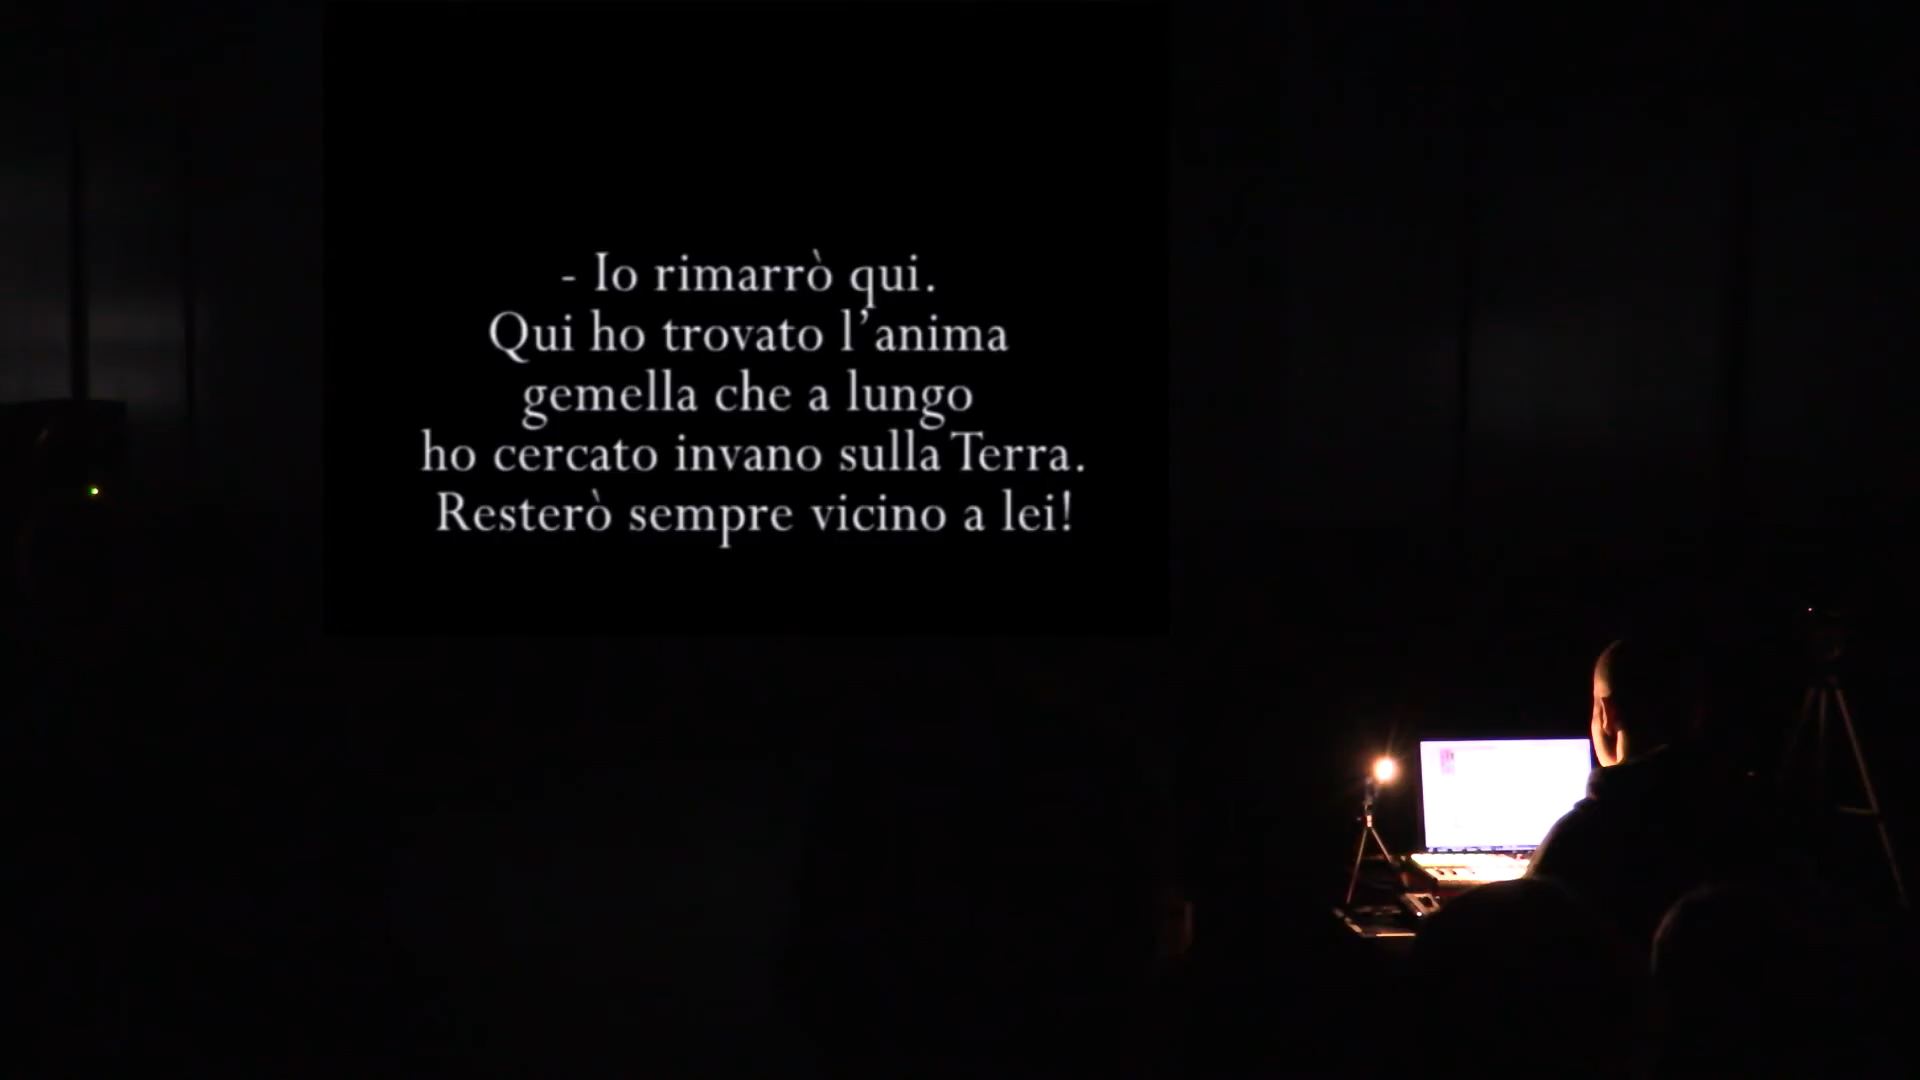 - Io rimarrò qui.
Qui ho trovato l'anima
gemella che a lungo
ho cercato invano sulla Terra.
Resterò sempre vicino a lei!